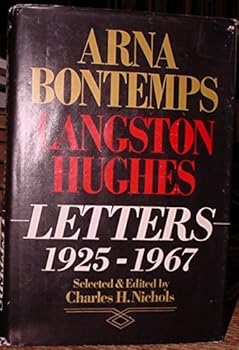 ARNA
BONTEMPS
LANGSTON
HUGHES
LETTERS
1925-1967
Selected & Edited by
Charles H. Nichols